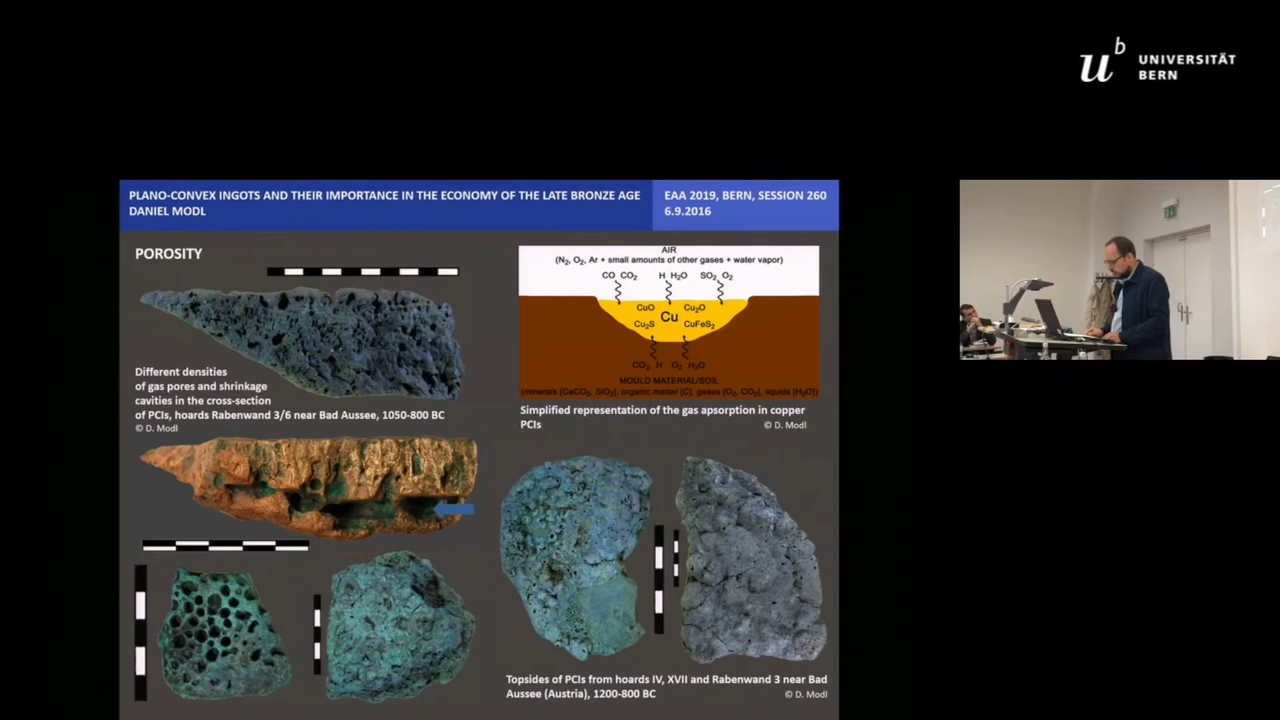 u^b UNIVERSITÄT
BERN
PLANO-CONVEX INGOTS AND THEIR IMPORTANCE IN THE ECONOMY OF THE LATE BRONZE AGE
DANIEL MODL
EAA 2019, BERN, SESSION 260
6.9.2016
POROSITY
Different densities
of gas pores and shrinkage
cavities in the cross-section
of PCIs, hoards Rabenwand 3/6 near Bad Aussee, 1050-800 BC
© D. Modl
AIR
(N₂, O₂, Ar + small amounts of other gases + water vapor)
CO CO₂ H H₂O SO₂ O₂
CuO Cu₂O
Cu
Cu₂S CuFeS₂
CO₂ H O₂ H₂O
MOULD MATERIAL/SOIL
(minerals [CaCO₃, SiO₂], organic matter [C], gases [O₂, CO₂], liquids [H₂O])
Simplified representation of the gas apsorption in copper
PCIs
© D. Modl
Topsides of PCIs from hoards IV, XVII and Rabenwand 3 near Bad
Aussee (Austria), 1200-800 BC
© D. Modl